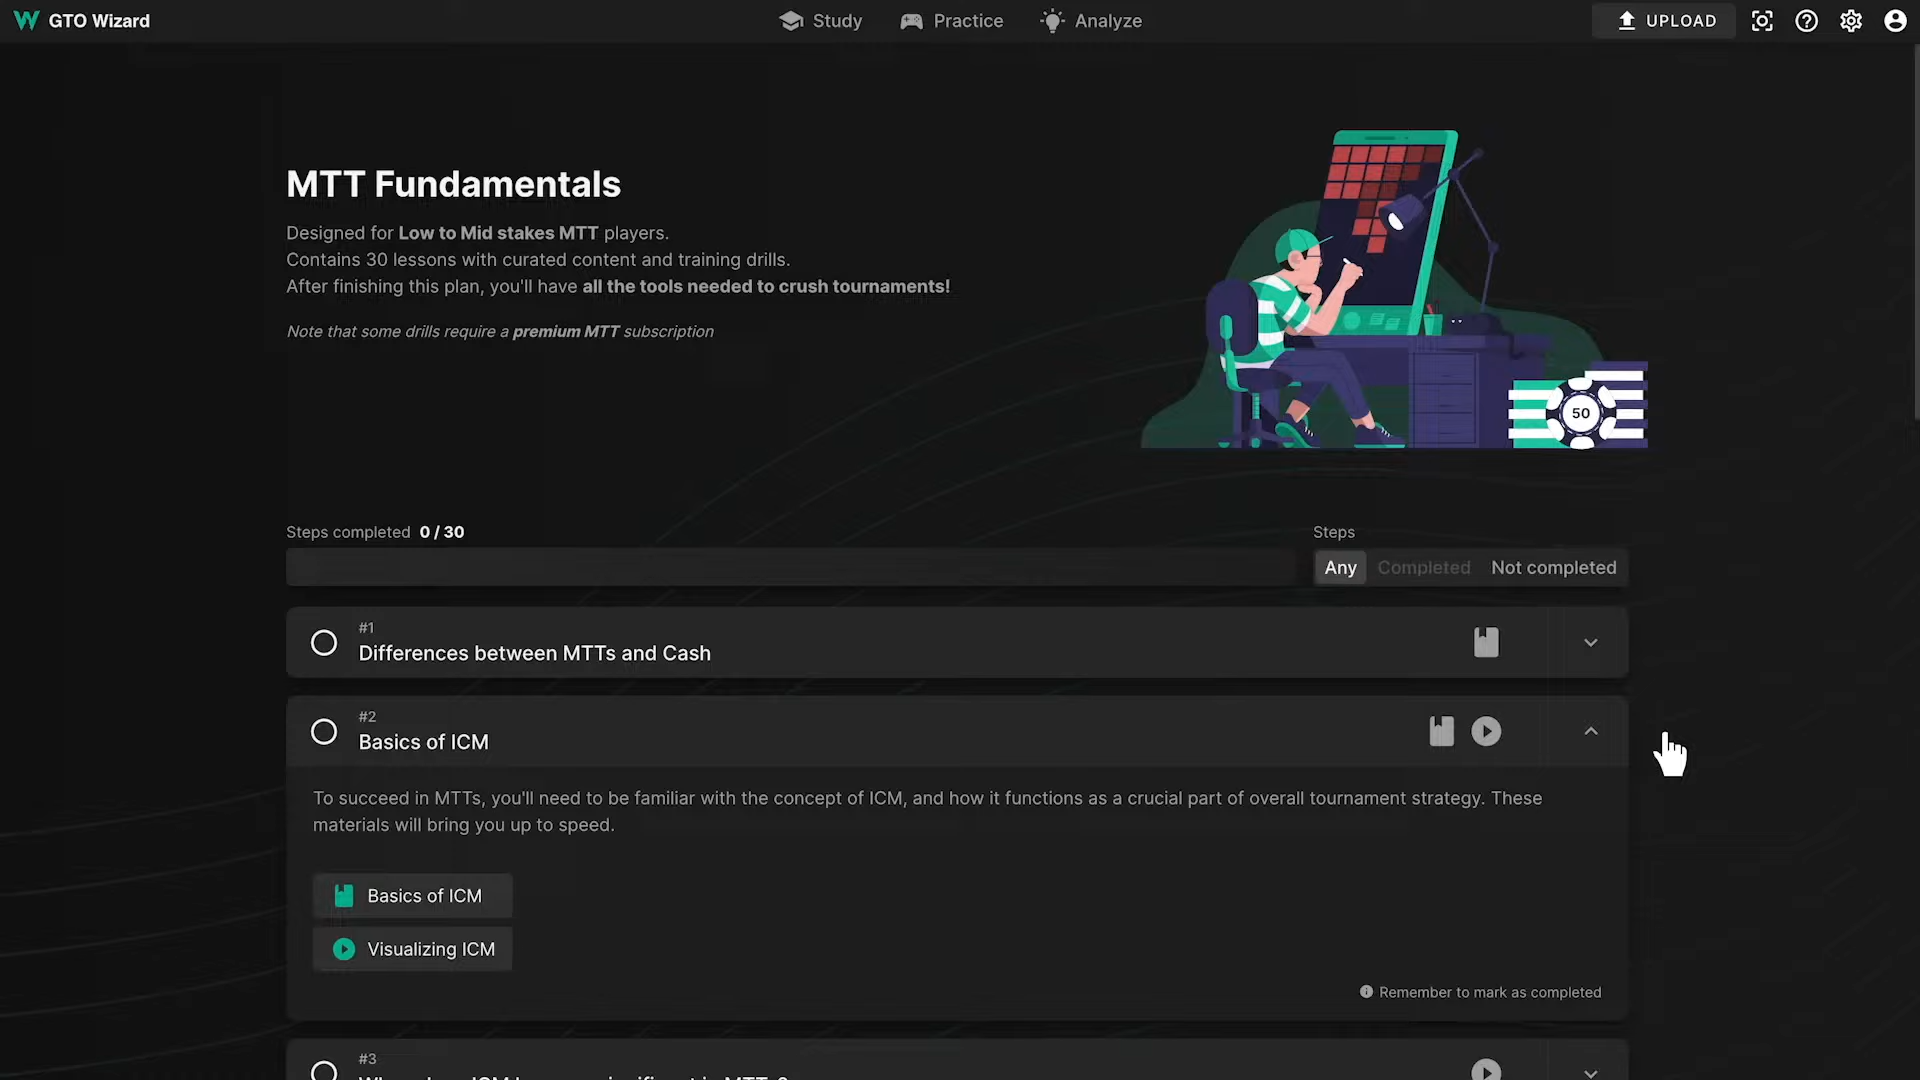 GTO Wizard
Study
Practice
Analyze
UPLOAD
MTT Fundamentals
Designed for Low to Mid stakes MTT players.
Contains 30 lessons with curated content and training drills.
After finishing this plan, you'll have all the tools needed to crush tournaments!
Note that some drills require a premium MTT subscription
50
Steps completed 0 / 30
Steps
Any
Completed
Not completed
#1
Differences between MTTs and Cash
#2
Basics of ICM
To succeed in MTTs, you'll need to be familiar with the concept of ICM, and how it functions as a crucial part of overall tournament strategy. These
materials will bring you up to speed.
Basics of ICM
Visualizing ICM
Remember to mark as completed
#3